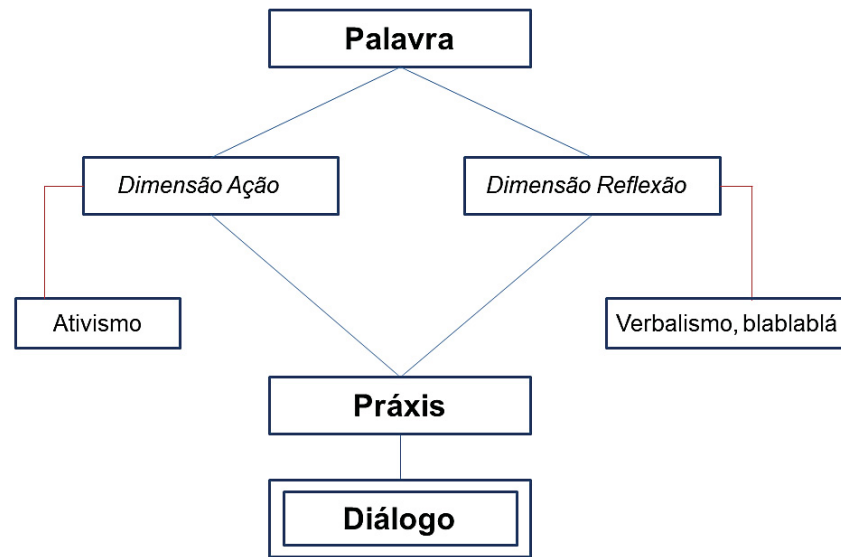 Palavra
Dimensão Ação
Dimensão Reflexão
Ativismo
Verbalismo, blablablá
Práxis
Diálogo